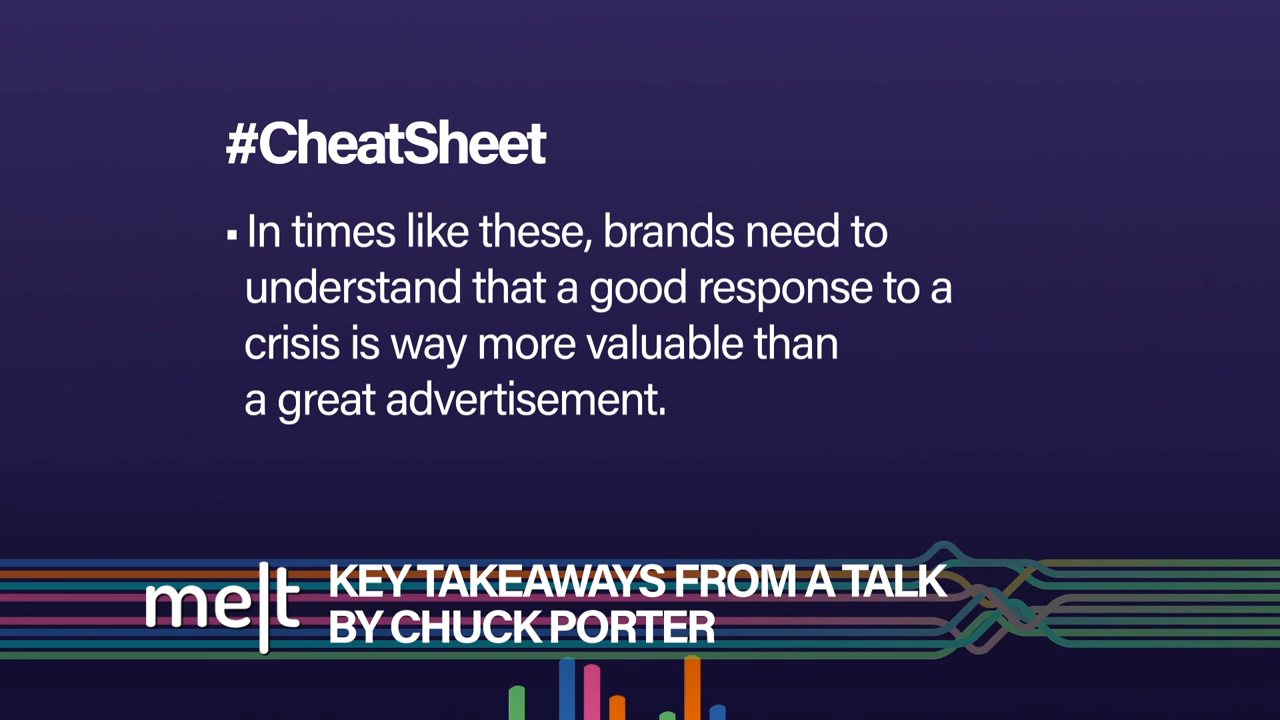 #CheatSheet
▪ In times like these, brands need to
understand that a good response to a
crisis is way more valuable than
a great advertisement.
melt
KEY TAKEAWAYS FROM A TALK
BY CHUCK PORTER